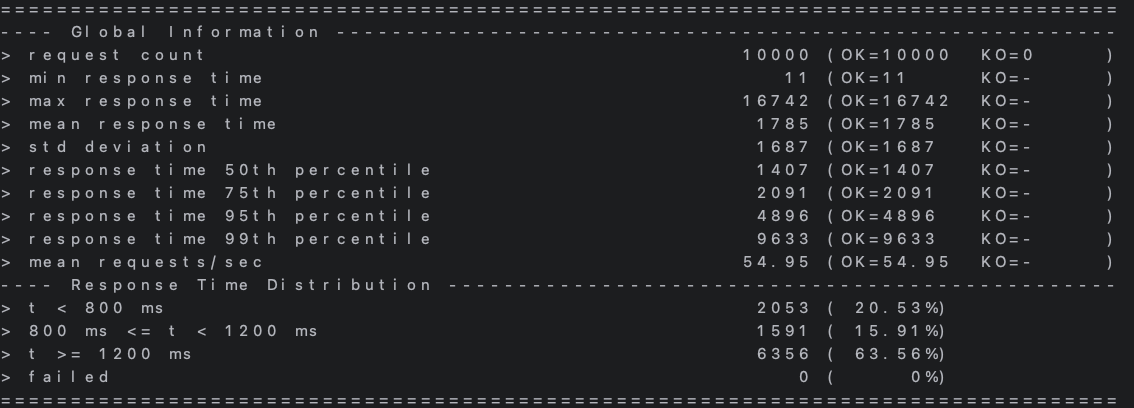 ================================================================================
---- Global Information --------------------------------------------------------
> request count                                      10000 (OK=10000  KO=0     )
> min response time                                     11 (OK=11     KO=-     )
> max response time                                  16742 (OK=16742  KO=-     )
> mean response time                                  1785 (OK=1785   KO=-     )
> std deviation                                       1687 (OK=1687   KO=-     )
> response time 50th percentile                       1407 (OK=1407   KO=-     )
> response time 75th percentile                       2091 (OK=2091   KO=-     )
> response time 95th percentile                       4896 (OK=4896   KO=-     )
> response time 99th percentile                       9633 (OK=9633   KO=-     )
> mean requests/sec                                  54.95 (OK=54.95  KO=-     )
---- Response Time Distribution ------------------------------------------------
> t < 800 ms                                          2053 ( 20.53%)
> 800 ms <= t < 1200 ms                               1591 ( 15.91%)
> t >= 1200 ms                                        6356 ( 63.56%)
> failed                                                 0 (     0%)
================================================================================